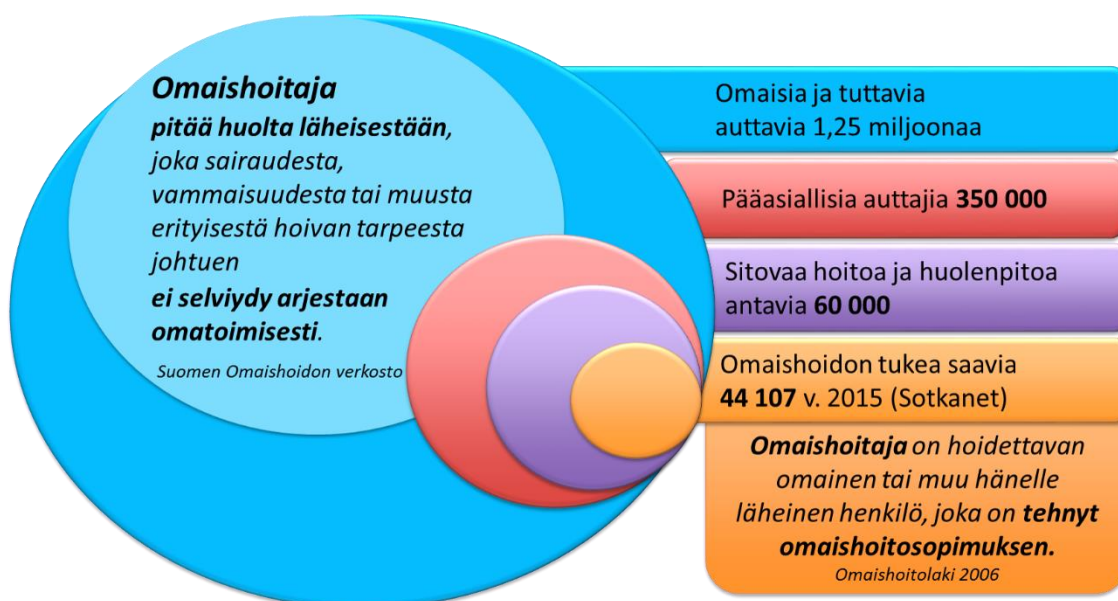 Omaishoitaja
pitää huolta läheisestään,
joka sairaudesta,
vammaisuudesta tai muusta
erityisestä hoivan tarpeesta
johtuen
ei selviydy arjestaan
omatoimisesti.
Suomen Omaishoidon verkosto
Omaisia ja tuttavia
auttavia 1,25 miljoonaa
Pääasiallisia auttajia 350 000
Sitovaa hoitoa ja huolenpitoa
antavia 60 000
Omaishoidon tukea saavia
44 107 v. 2015 (Sotkanet)
Omaishoitaja on hoidettavan
omainen tai muu hänelle
läheinen henkilö, joka on tehnyt
omaishoitosopimuksen.
Omaishoitolaki 2006